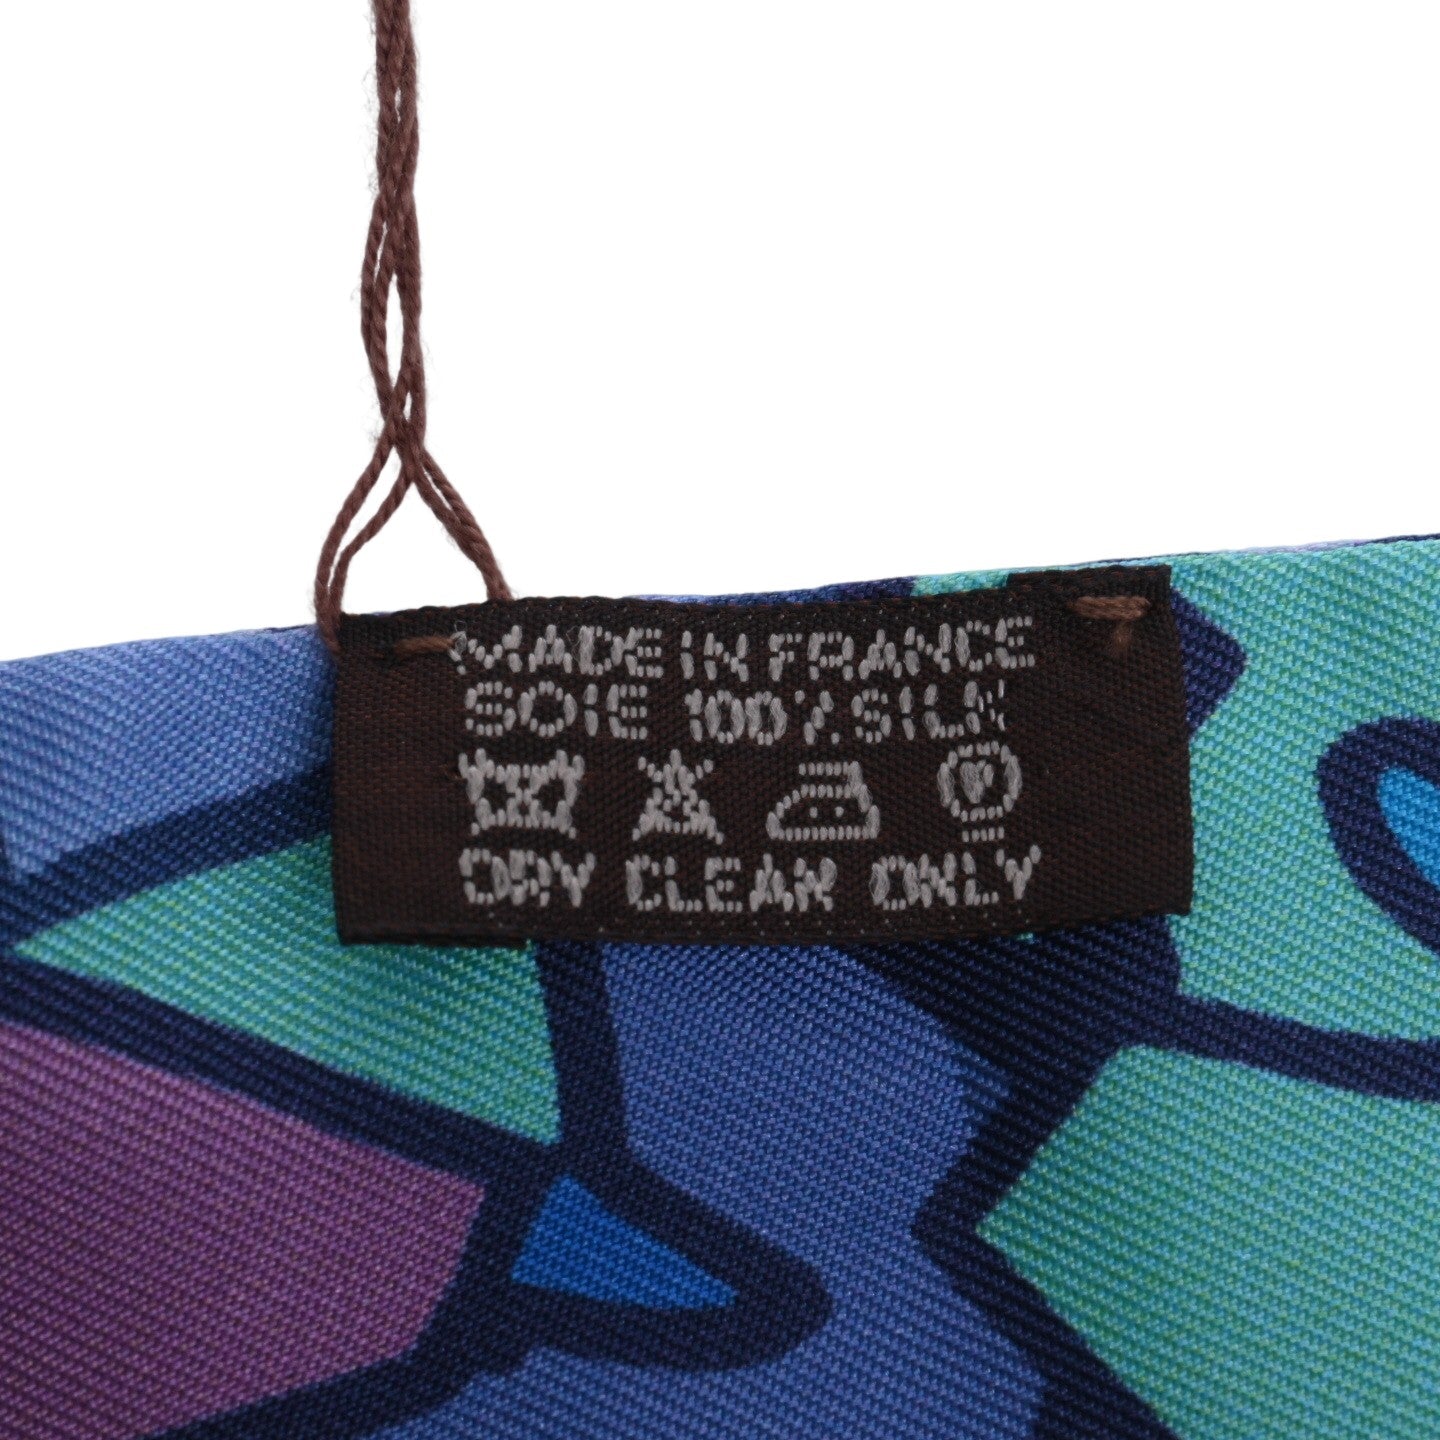 MADE IN FRANCE
SOIE 100% SILK
DRY CLEAN ONLY